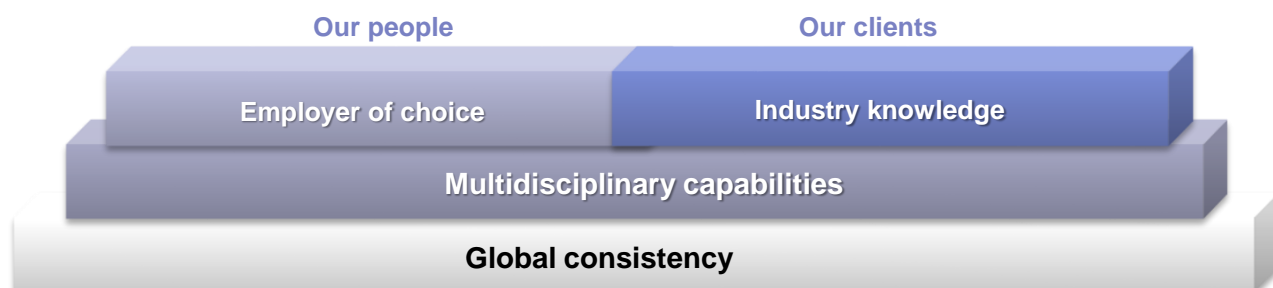 Our people
Our clients
Employer of choice
Industry knowledge
Multidisciplinary capabilities
Global consistency